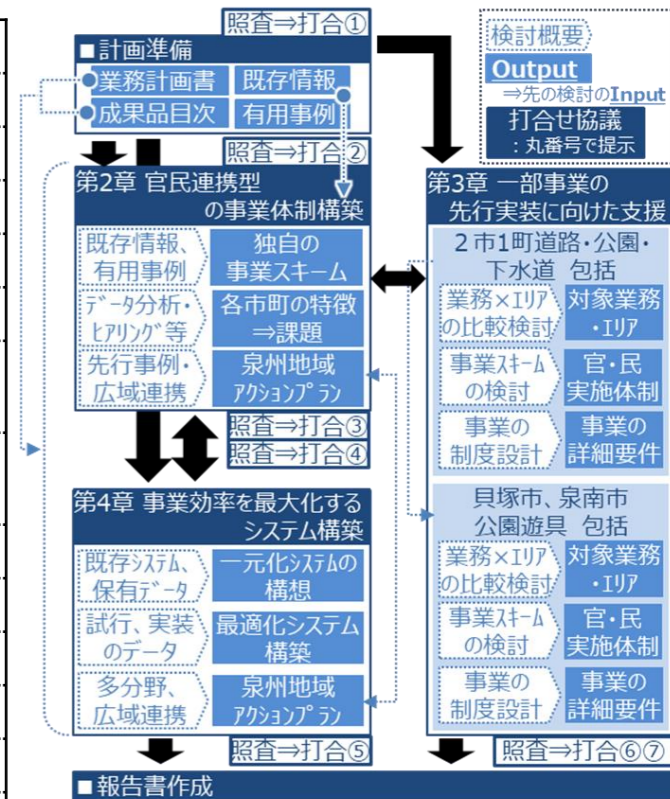 照査⇒打合①
■計画準備
業務計画書
既存情報
成果品目次
有用事例
検討概要
Output
⇒先の検討のInput
打合せ協議
:丸番号で提示
照査⇒打合②
第2章 官民連携型
の事業体制構築
既存情報、
有用事例
独自の
事業スキーム
データ分析・
ヒアリング等
各市町の特徴
⇒課題
先行事例・
広域連携
泉州地域
アクションプラン
照査⇒打合③
照査⇒打合④
第4章 事業効率を最大化する
システム構築
既存システム、
保有データ
一元化システムの
構想
試行、実装
のデータ
最適化システム
構築
多分野、
広域連携
泉州地域
アクションプラン
照査⇒打合⑤
第3章 一部事業の
先行実装に向けた支援
2市1町道路・公園・
下水道 包括
業務×エリア
の比較検討
対象業務
・エリア
事業スキーム
の検討
官・民
実施体制
事業の
制度設計
事業の
詳細要件
貝塚市、泉南市
公園遊具 包括
業務×エリア
の比較検討
対象業務
・エリア
事業スキーム
の検討
官・民
実施体制
事業の
制度設計
事業の
詳細要件
照査⇒打合⑥⑦
■報告書作成